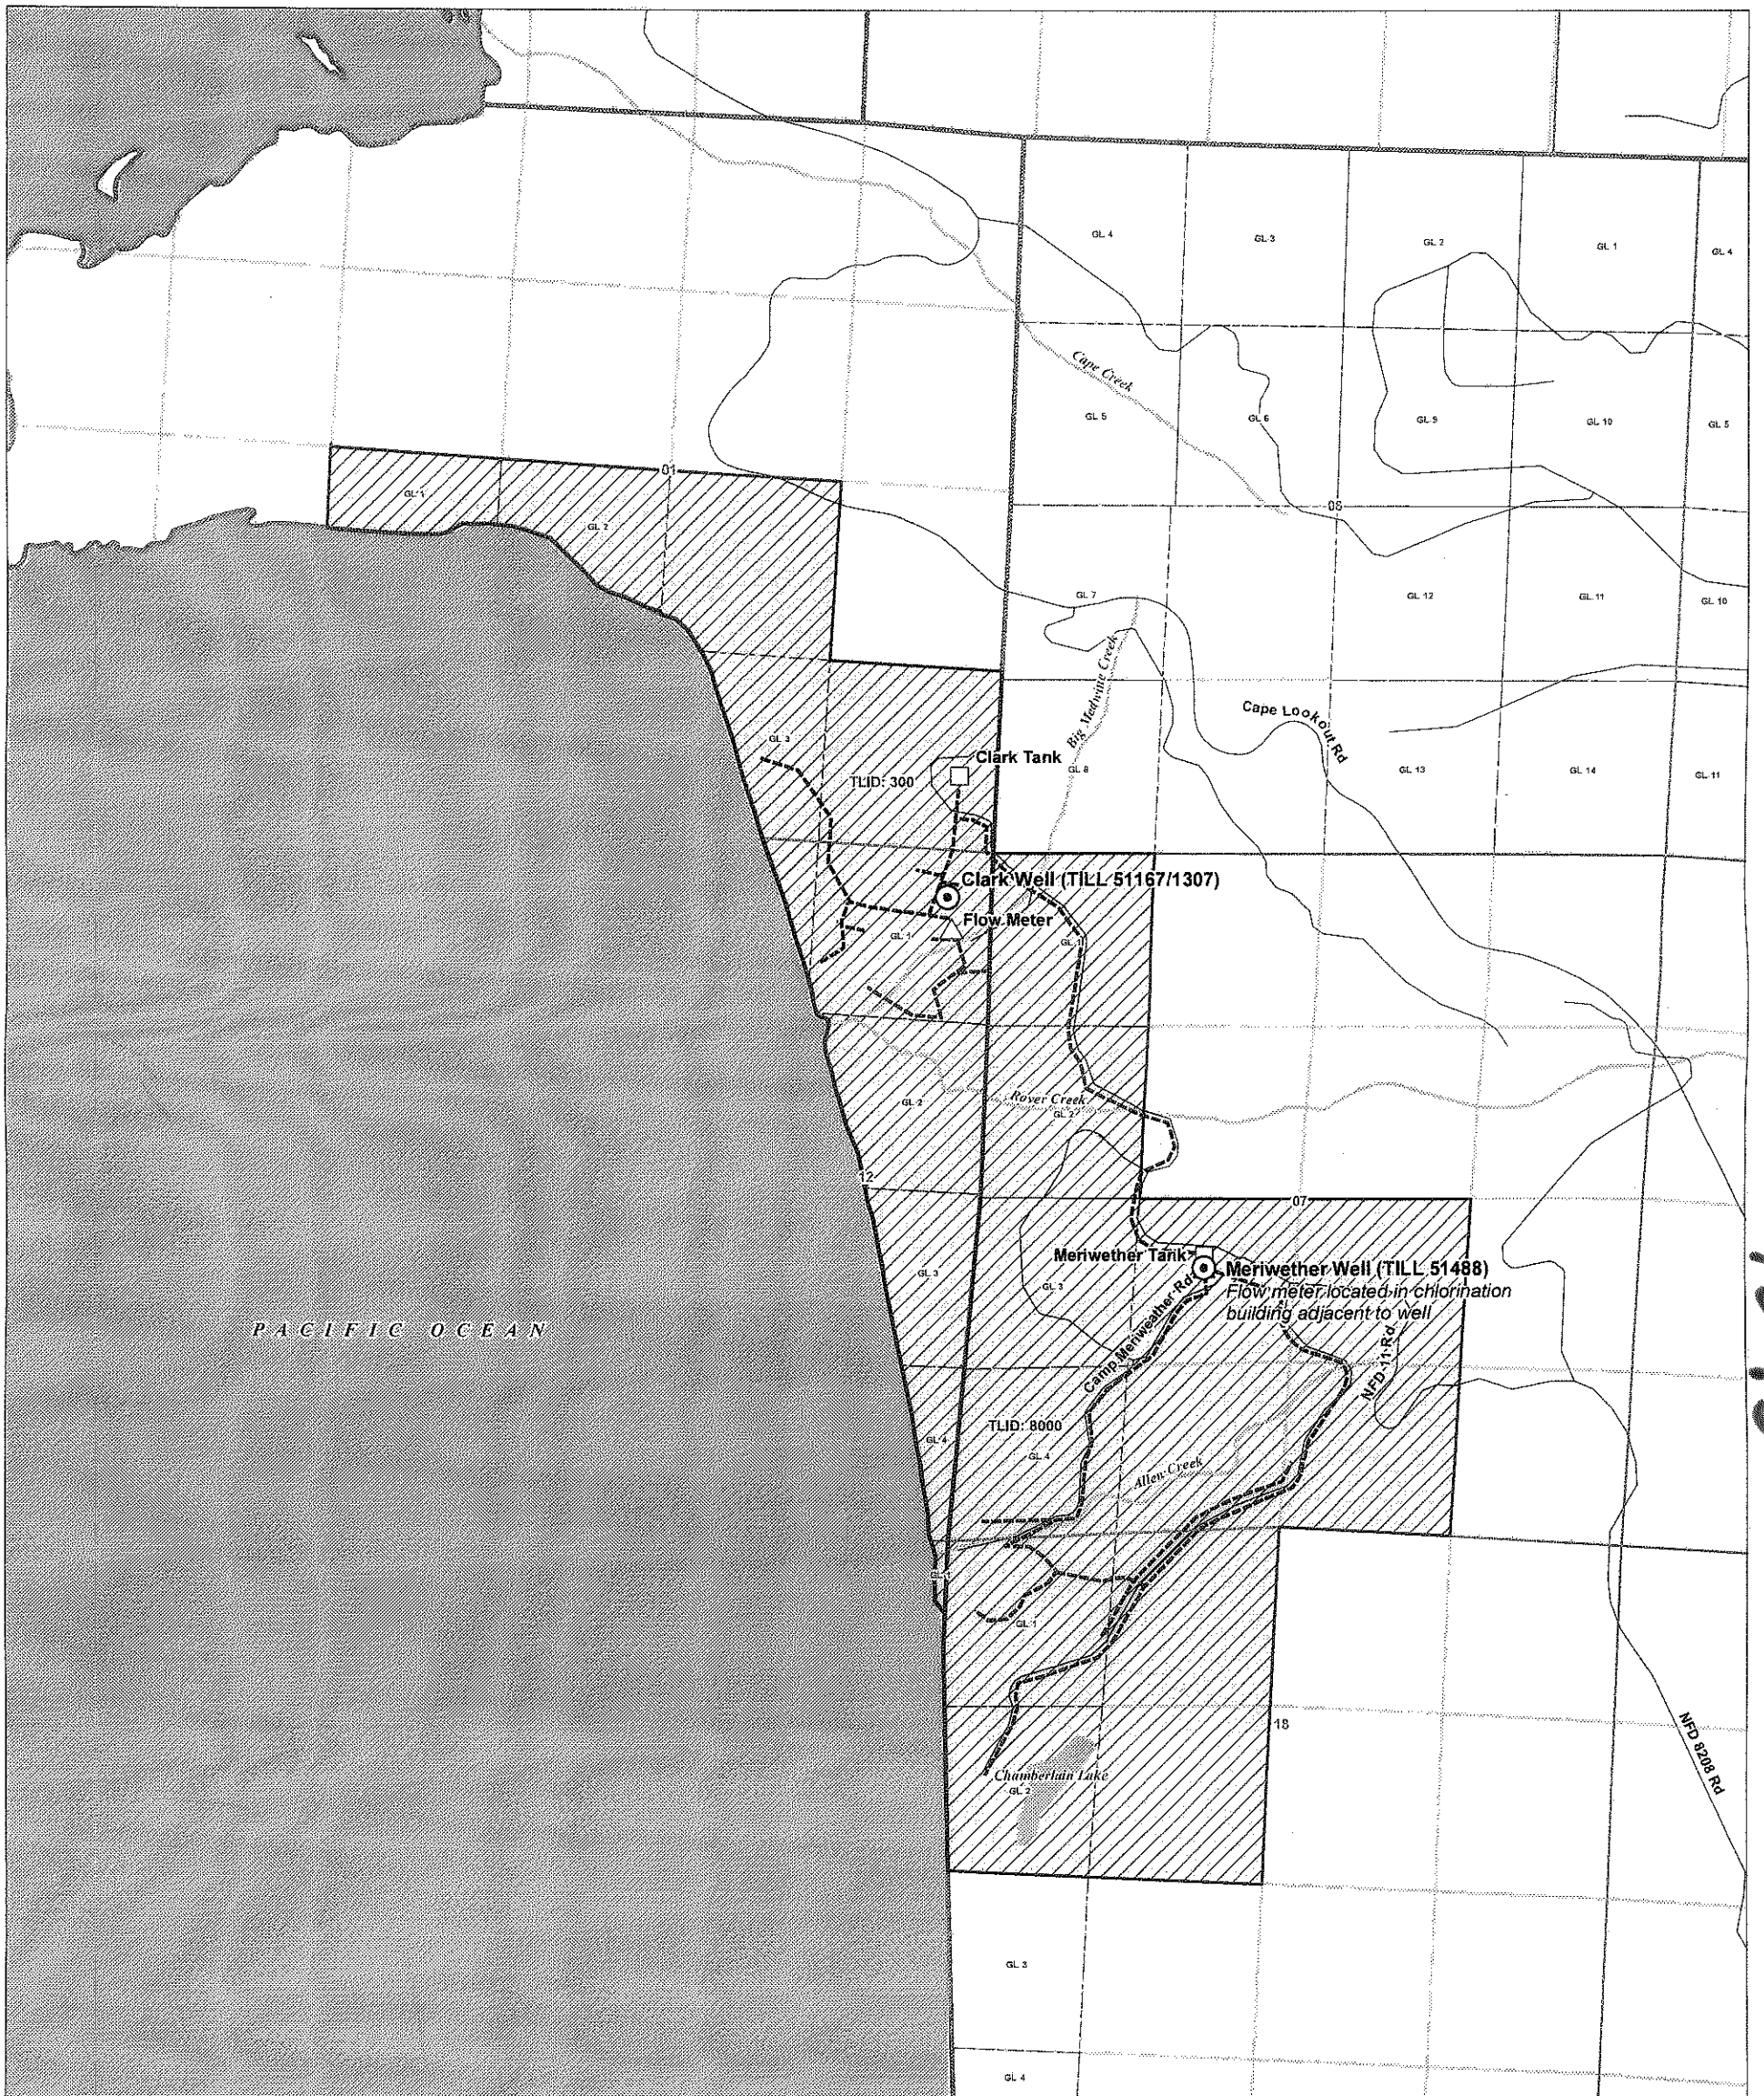 GL 4
GL 3
GL 2
GL 1
GL 4
Cape Creek
GL 5
GL 6
GL 9
GL 10
GL 5
01
GL 1
GL 2
08
GL 7
GL 12
GL 11
GL 10
Big Medwine Creek
Cape Lookout Rd
GL 3
Clark Tank
TLID: 300
GL 8
GL 13
GL 14
GL 11
Clark Well (TILL 51167/1307)
Flow Meter
GL 1
GL 1
Rover Creek
GL 2
GL 2
12
07
Meriwether Tank
Meriwether Well (TILL 51488)
Flow meter located in chlorination
building adjacent to well
GL 3
GL 3
PACIFIC OCEAN
Camp Meriweather Rd
NFD-11-Rd
TLID: 8000
GL 4
GL 4
Allen Creek
GL 1
GL 1
18
NFD 8208 Rd
Chamberlain Lake
GL 2
GL 3
GL 4